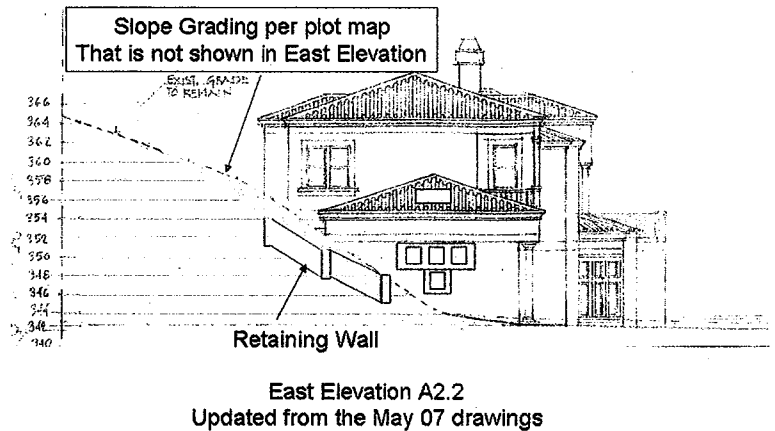 Slope Grading per plot map
That is not shown in East Elevation
EXIST. GRADE
TO REMAIN
366
364
362
360
358
356
354
352
350
348
346
344
342
340
Retaining Wall
East Elevation A2.2
Updated from the May 07 drawings